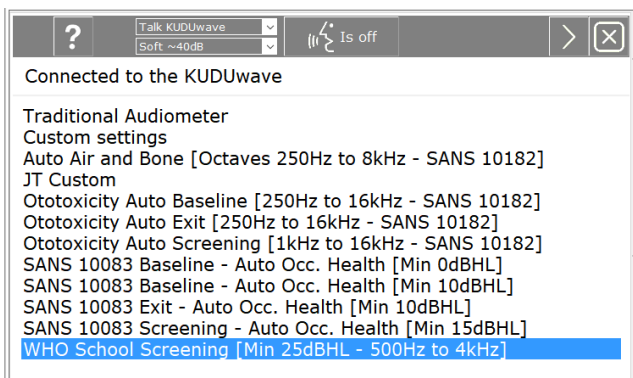 ?
Talk KUDUwave
Soft ~40dB
Is off
Connected to the KUDUwave
Traditional Audiometer
Custom settings
Auto Air and Bone [Octaves 250Hz to 8kHz - SANS 10182]
JT Custom
Ototoxicity Auto Baseline [250Hz to 16kHz - SANS 10182]
Ototoxicity Auto Exit [250Hz to 16kHz - SANS 10182]
Ototoxicity Auto Screening [1kHz to 16kHz - SANS 10182]
SANS 10083 Baseline - Auto Occ. Health [Min 0dBHL]
SANS 10083 Baseline - Auto Occ. Health [Min 10dBHL]
SANS 10083 Exit - Auto Occ. Health [Min 10dBHL]
SANS 10083 Screening - Auto Occ. Health [Min 15dBHL]
WHO School Screening [Min 25dBHL - 500Hz to 4kHz]